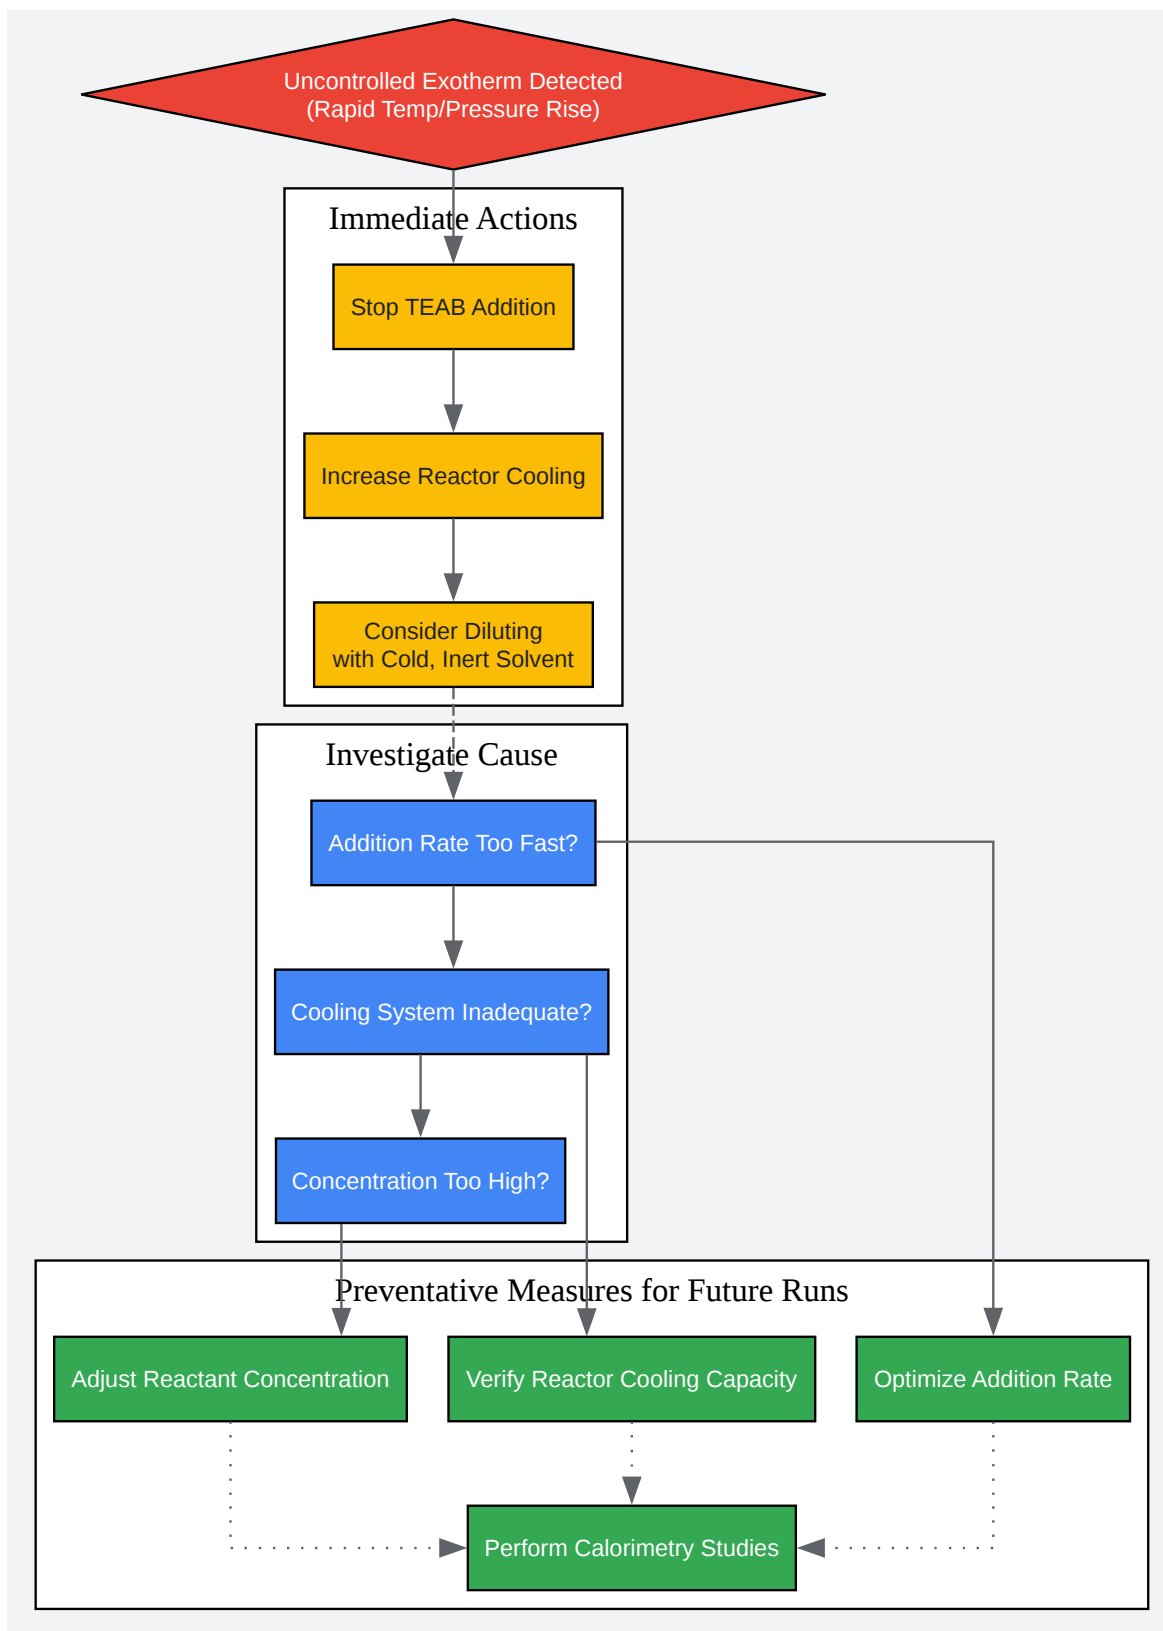 Uncontrolled Exotherm Detected
(Rapid Temp/Pressure Rise)
Immediate Actions
Stop TEAB Addition
Increase Reactor Cooling
Consider Diluting
with Cold, Inert Solvent
Investigate Cause
Addition Rate Too Fast?
Cooling System Inadequate?
Concentration Too High?
Preventative Measures for Future Runs
Adjust Reactant Concentration
Verify Reactor Cooling Capacity
Optimize Addition Rate
Perform Calorimetry Studies